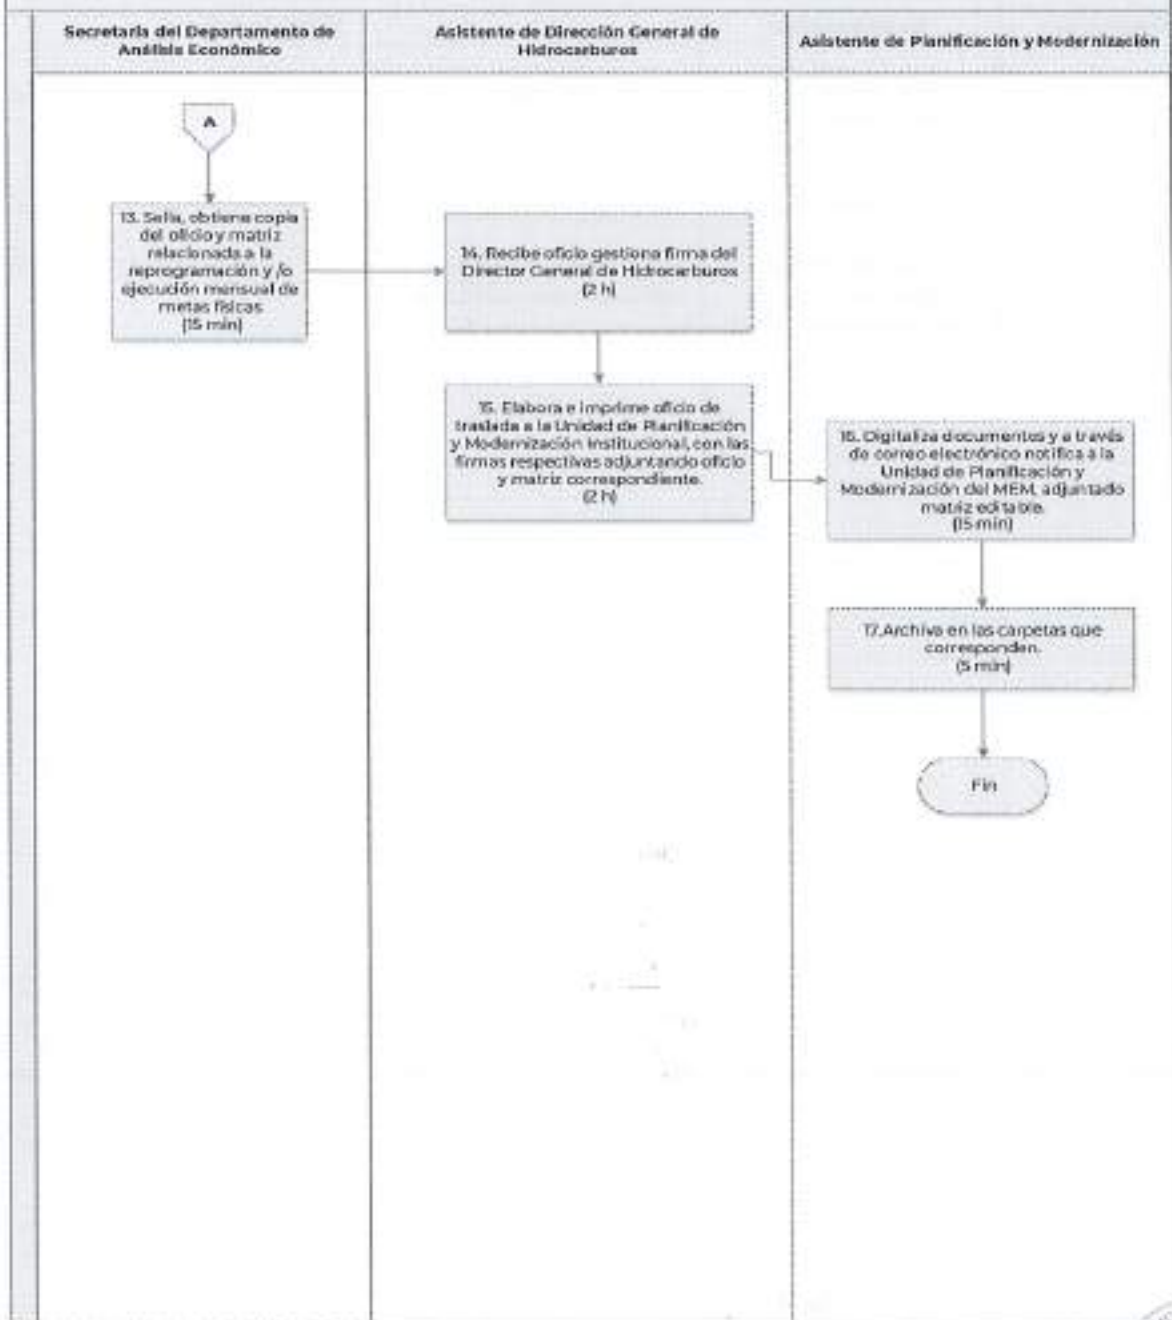 Secretaria del Departamento de
Análisis Económico
Asistente de Dirección General de
Hidrocarburos
Asistente de Planificación y Modernización
A
13. Sella, obtiene copia
del oficio y matriz
relacionada a la
reprogramación y /o
ejecución mensual de
metas físicas
(15 min)
14. Recibe oficio gestiona firma del
Director General de Hidrocarburos
(2 h)
15. Elabora e imprime oficio de
traslada a la Unidad de Planificación
y Modernización Institucional, con las
firmas respectivas adjuntando oficio
y matriz correspondiente.
(2 h)
16. Digitaliza documentos y a través
de correo electrónico notifica a la
Unidad de Planificación y
Modernización del MEM, adjuntado
matriz editable.
(15 min)
17.Archiva en las carpetas que
corresponden.
(5 min)
Fin